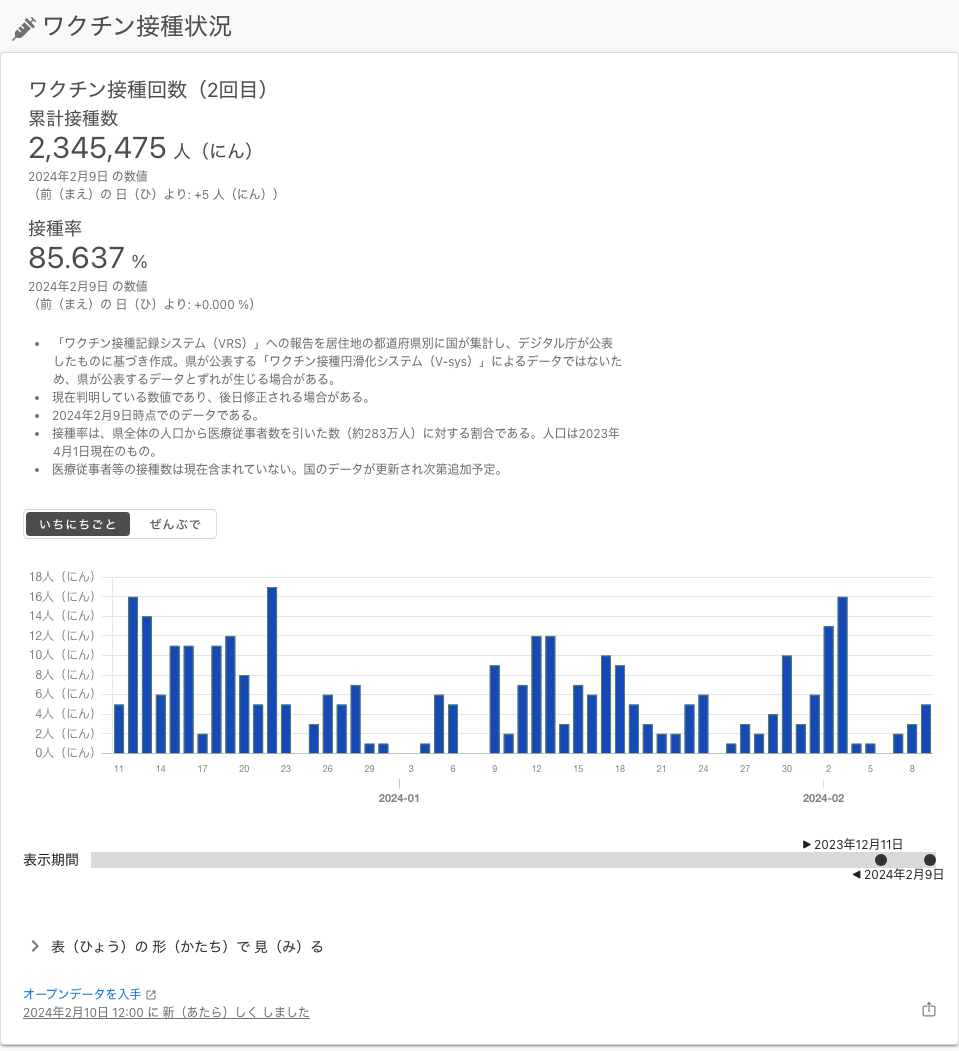 ワクチン接種状況
ワクチン接種回数（2回目）
累計接種数
2,345,475 人（にん）
2024年2月9日 の数値
（前（まえ）の 日（ひ）より: +5 人（にん））
接種率
85.637 %
2024年2月9日 の数値
（前（まえ）の 日（ひ）より: +0.000 %）
• 「ワクチン接種記録システム（VRS）」への報告を居住地の都道府県別に国が集計し、デジタル庁が公表
したものに基づき作成。県が公表する「ワクチン接種円滑化システム（V-sys）」によるデータではないた
め、県が公表するデータとずれが生じる場合がある。
• 現在判明している数値であり、後日修正される場合がある。
• 2024年2月9日時点でのデータである。
• 接種率は、県全体の人口から医療従事者数を引いた数（約283万人）に対する割合である。人口は2023年
4月1日現在のもの。
• 医療従事者等の接種数は現在含まれていない。国のデータが更新され次第追加予定。
いちにちごと ぜんぶで
18人（にん）
16人（にん）
14人（にん）
12人（にん）
10人（にん）
8人（にん）
6人（にん）
4人（にん）
2人（にん）
0人（にん）
11 14 17 20 23 26 29 3 6 9 12 15 18 21 24 27 30 2 5 8
2024-01 2024-02
▶ 2023年12月11日
表示期間
◀ 2024年2月9日
表（ひょう）の 形（かたち）で 見（み）る
オープンデータを入手
2024年2月10日 12:00 に 新（あたら）しく しました